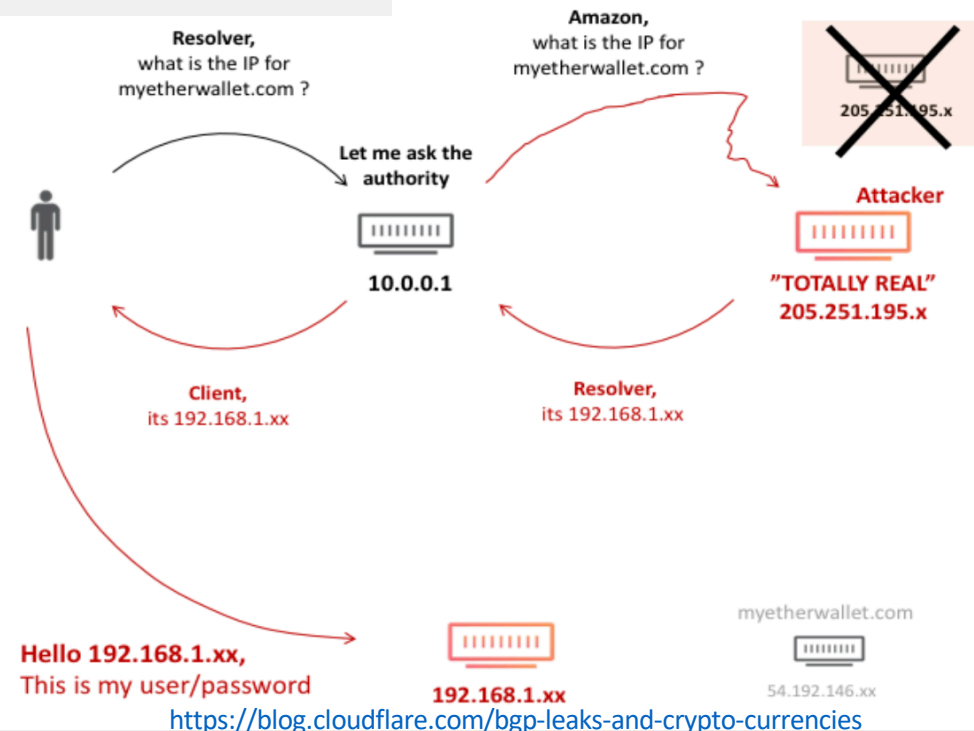 Amazon,
what is the IP for
myetherwallet.com ?
Resolver,
what is the IP for
myetherwallet.com ?
205.251.195.x
Let me ask the
authority
Attacker
10.0.0.1
”TOTALLY REAL”
205.251.195.x
Client,
its 192.168.1.xx
Resolver,
its 192.168.1.xx
myetherwallet.com
Hello 192.168.1.xx,
This is my user/password
192.168.1.xx
54.192.146.xx
https://blog.cloudflare.com/bgp-leaks-and-crypto-currencies